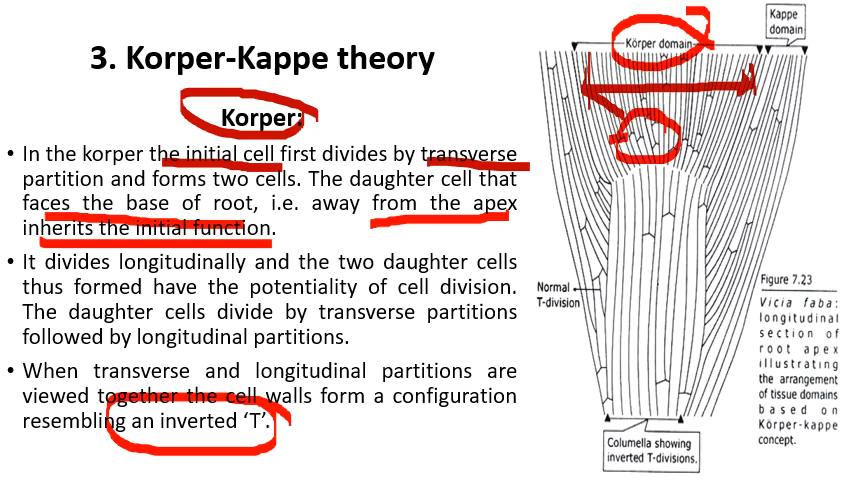 3. Korper-Kappe theory
Korper:
• In the korper the initial cell first divides by transverse
partition and forms two cells. The daughter cell that
faces the base of root, i.e. away from the apex
inherits the initial function.
• It divides longitudinally and the two daughter cells
thus formed have the potentiality of cell division.
The daughter cells divide by transverse partitions
followed by longitudinal partitions.
• When transverse and longitudinal partitions are
viewed together the cell walls form a configuration
resembling an inverted ‘T’.
Kappe
domain
Körper domain
Normal
T-division
Columella showing
inverted T-divisions.
Figure 7.23
Vicia faba:
longitudinal
section of
root apex
illustrating
the arrangement
of tissue domains
based on
Körper-kappe
concept.